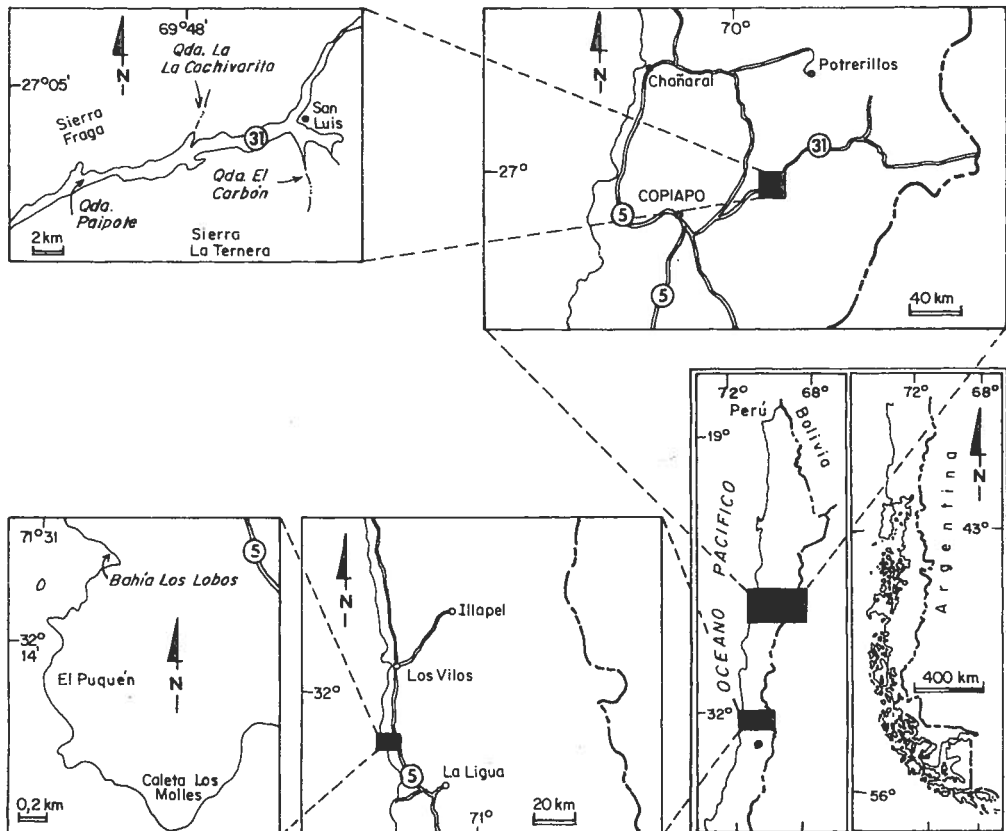 69°48'
Qda. La
La Cachivarita
N
27°05'
Sierra
Fraga
San
Luis
31
Qda. El
Carbón
Qda.
Paipote
2km
Sierra
La Ternera
70°
N
Chañaral
Potrerillos
31
27°
COPIAPO
5
5
40 km
72°
68°
Perú
Bolivia
19°
OCEANO PACIFICO
32°
72°
68°
N
Argentina
43°
400 km
56°
71°31
5
Bahía Los Lobos
32°
14'
El Puquén
N
Caleta Los
Molles
0,2 km
N
Illapel
Los Vilos
32°
5
La Ligua
20 km
71°